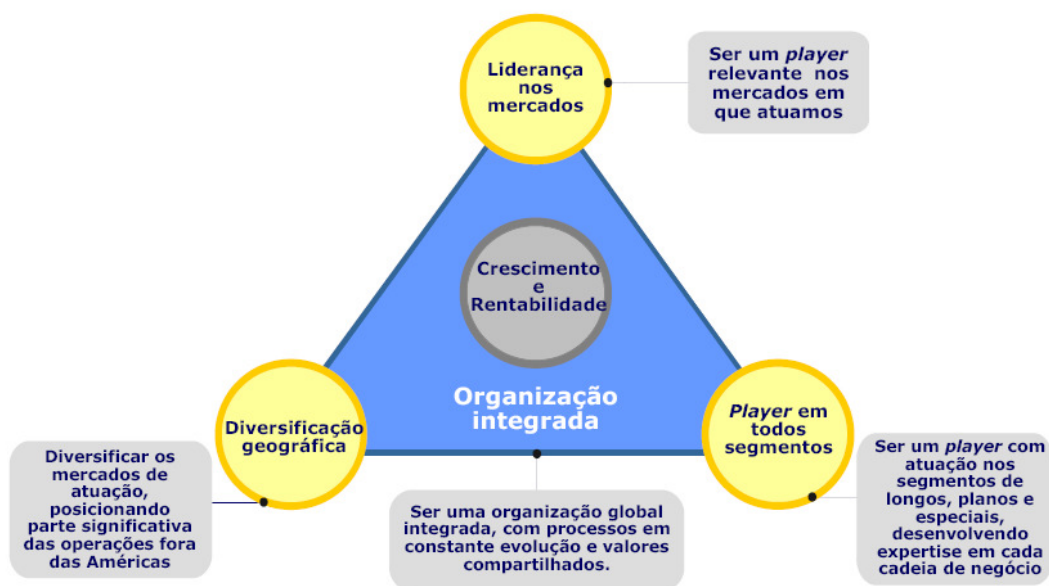 Liderança
nos
mercados
Ser um player
relevante nos
mercados em
que atuamos
Crescimento
e
Rentabilidade
Organização
integrada
Diversificação
geográfica
Player em
todos
segmentos
Diversificar os
mercados de
atuação,
posicionando
parte significativa
das operações fora
das Américas
Ser uma organização global
integrada, com processos em
constante evolução e valores
compartilhados.
Ser um player com
atuação nos
segmentos de
longos, planos e
especiais,
desenvolvendo
expertise em cada
cadeia de negócio